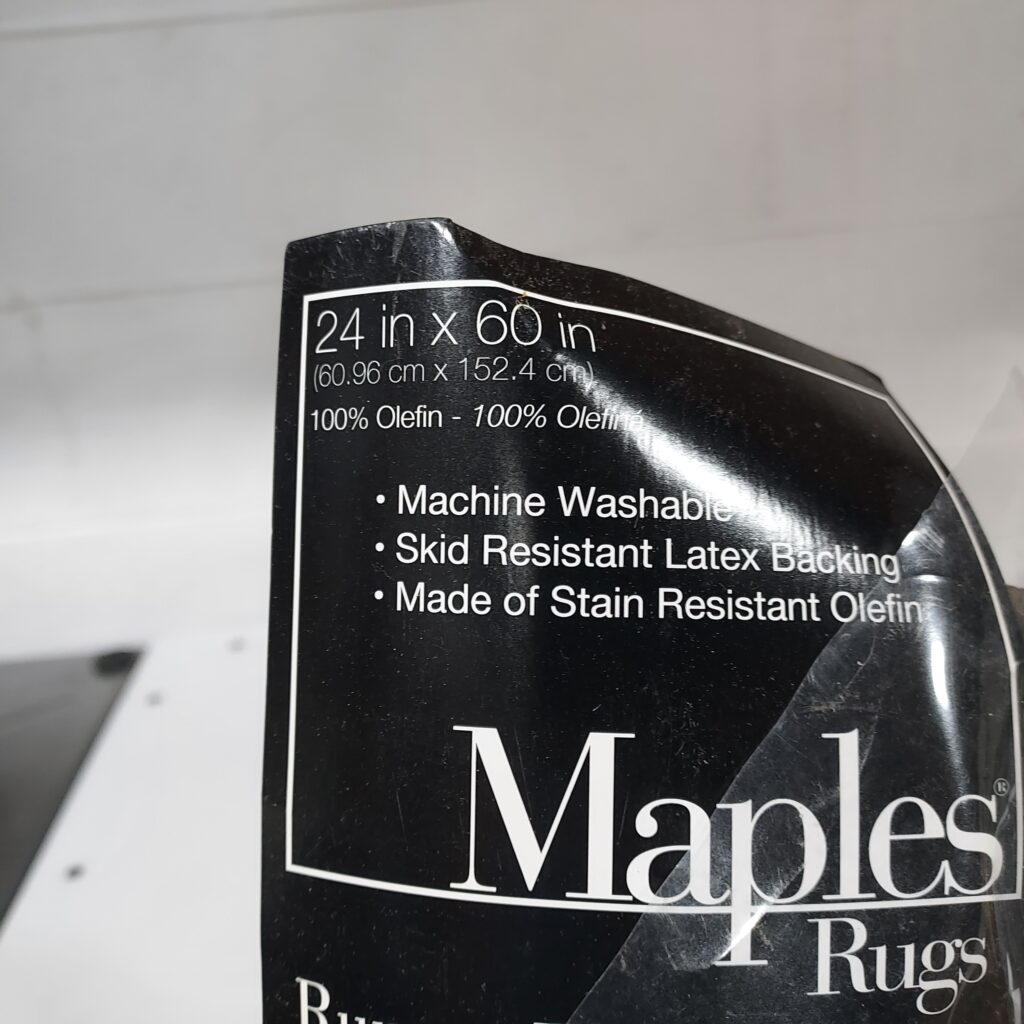 24 in x 60 in
(60.96 cm x 152.4 cm)
100% Olefin - 100% Olefina
• Machine Washable
• Skid Resistant Latex Backing
• Made of Stain Resistant Olefin
Maples®
Rugs